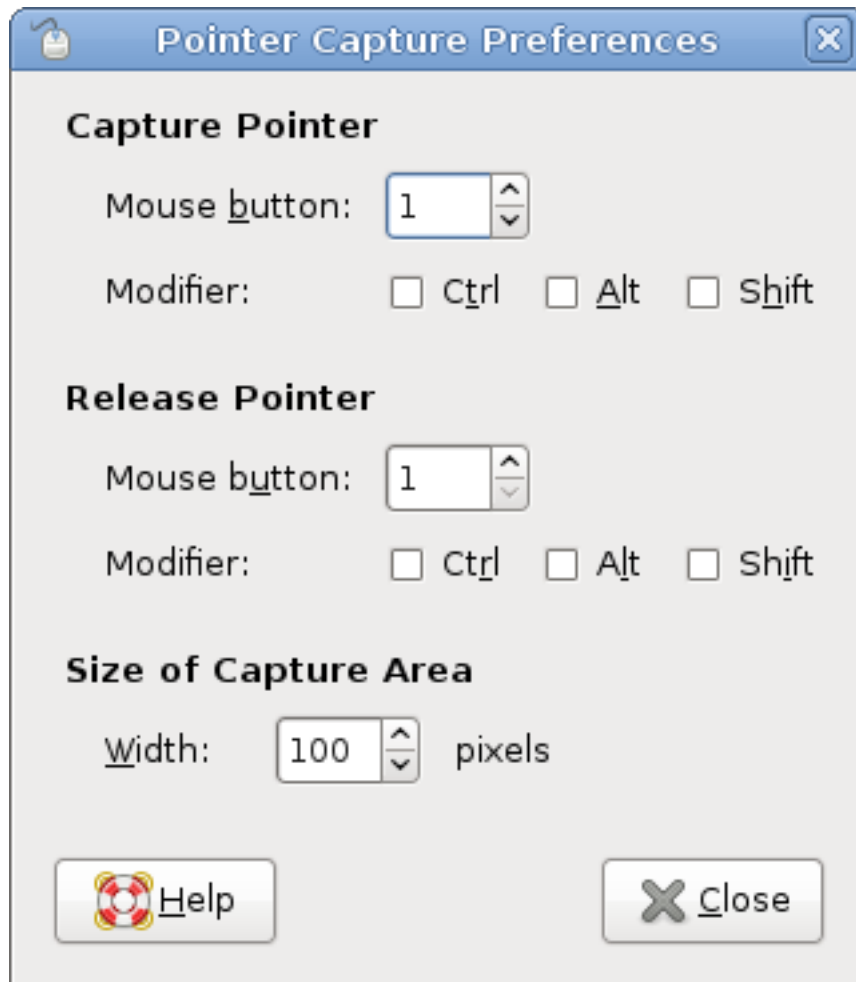 Pointer Capture Preferences
Capture Pointer
Mouse button: 1
Modifier: Ctrl Alt Shift
Release Pointer
Mouse button: 1
Modifier: Ctrl Alt Shift
Size of Capture Area
Width: 100 pixels
Help Close